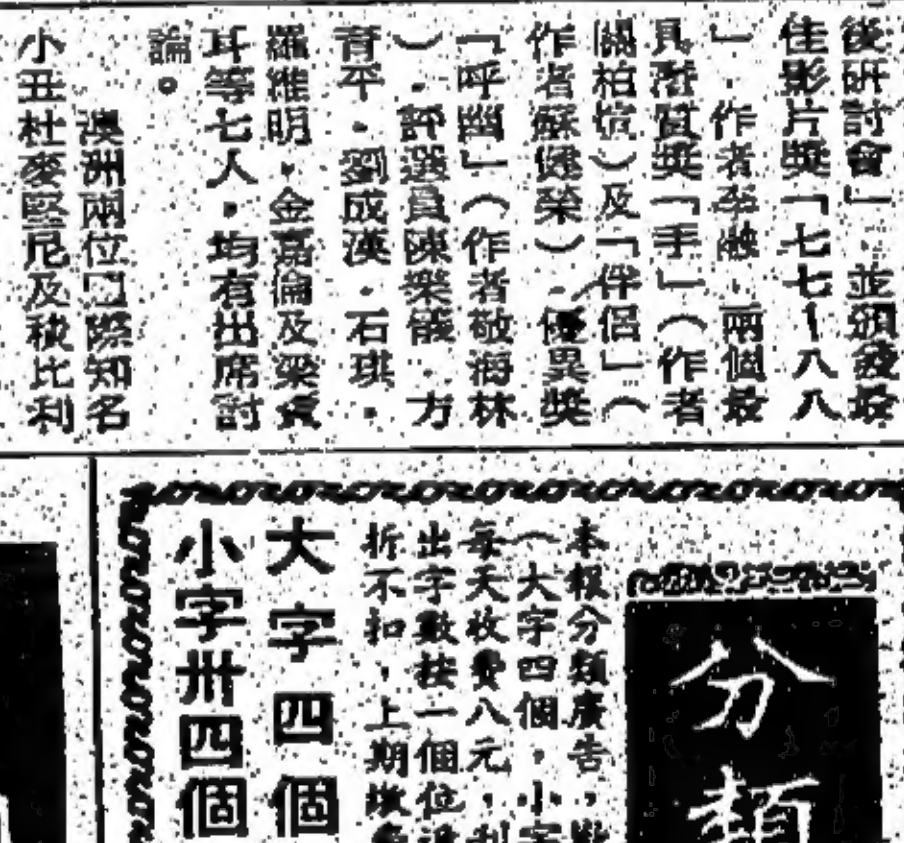 後研討會」並頒發最
佳影片獎「七七－八八
」,作者李融,兩個最
具潛質獎「手」(作者
關柏煊)及「伴侶」(
作者蘇健榮),優異獎
「呼幽」(作者敬海林
),評選員陳樂儀.方
育平.劉成漢.石琪.
羅維明.金嘉倫及梁資
耳等七人,均有出席討
論。
澳洲兩位國際知名
小丑杜麥堅尼及積比利
分類
本報分類廣告,
(大字四個,小字
每天收費八元,
出字數按一個位
折不扣,上期
大字四個
小字卅四個